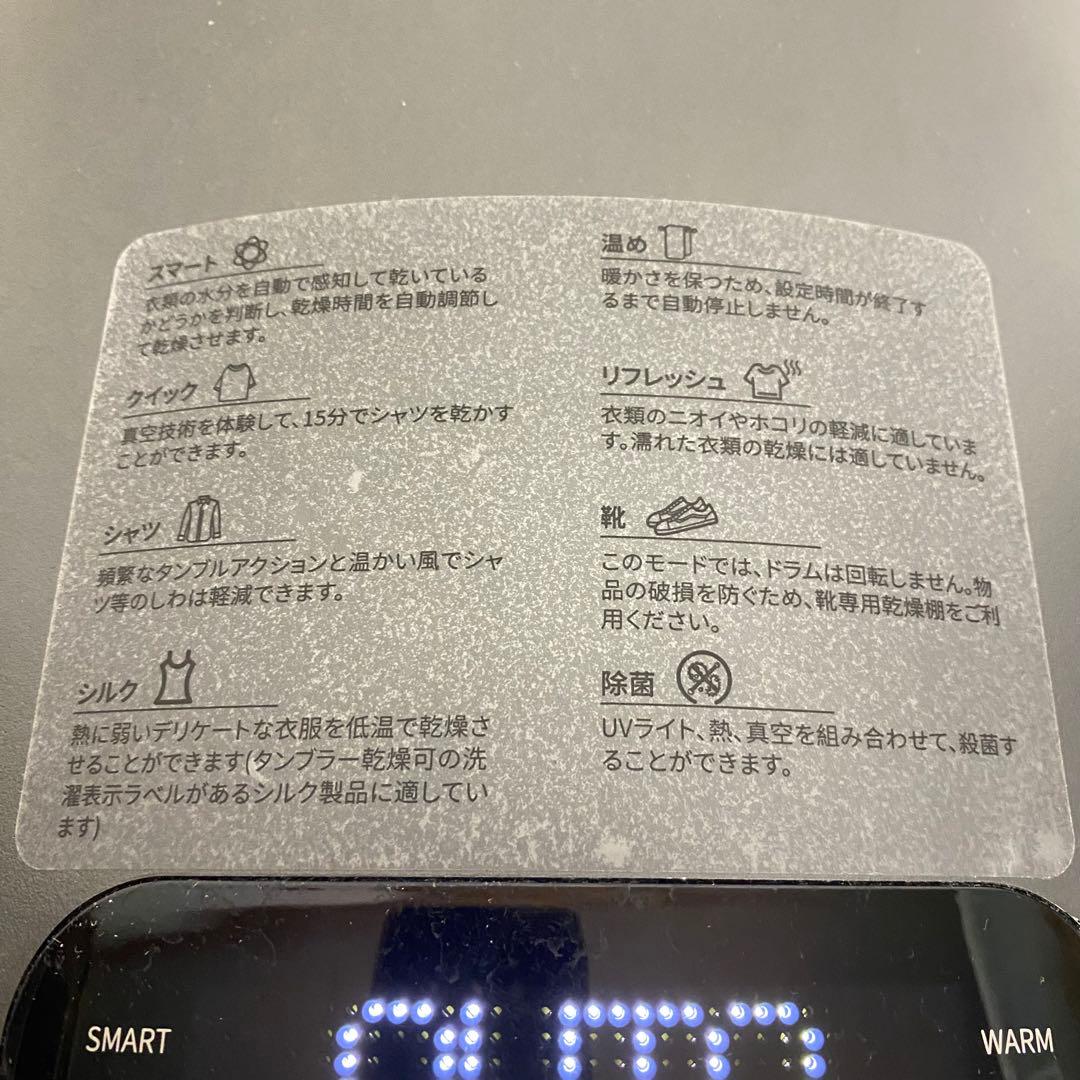 スマート
衣類の水分を自動で感知して乾いている
かどうかを判断し、乾燥時間を自動調節し
て乾燥させます。
クイック
真空技術を体験して、15分でシャツを乾かす
ことができます。
シャツ
頻繁なタンブルアクションと温かい風でシャ
ツ等のしわは軽減できます。
シルク
熱に弱いデリケートな衣服を低温で乾燥さ
せることができます(タンブラー乾燥可の洗
濯表示ラベルがあるシルク製品に適してい
ます)
温め
暖かさを保つため、設定時間が終了す
るまで自動停止しません。
リフレッシュ
衣類のニオイやホコリの軽減に適していま
す。濡れた衣類の乾燥には適していません。
靴
このモードでは、ドラムは回転しません。物
品の破損を防ぐため、靴専用乾燥棚をご利
用ください。
除菌
UVライト、熱、真空を組み合わせて、殺菌す
ることができます。
SMART
WARM